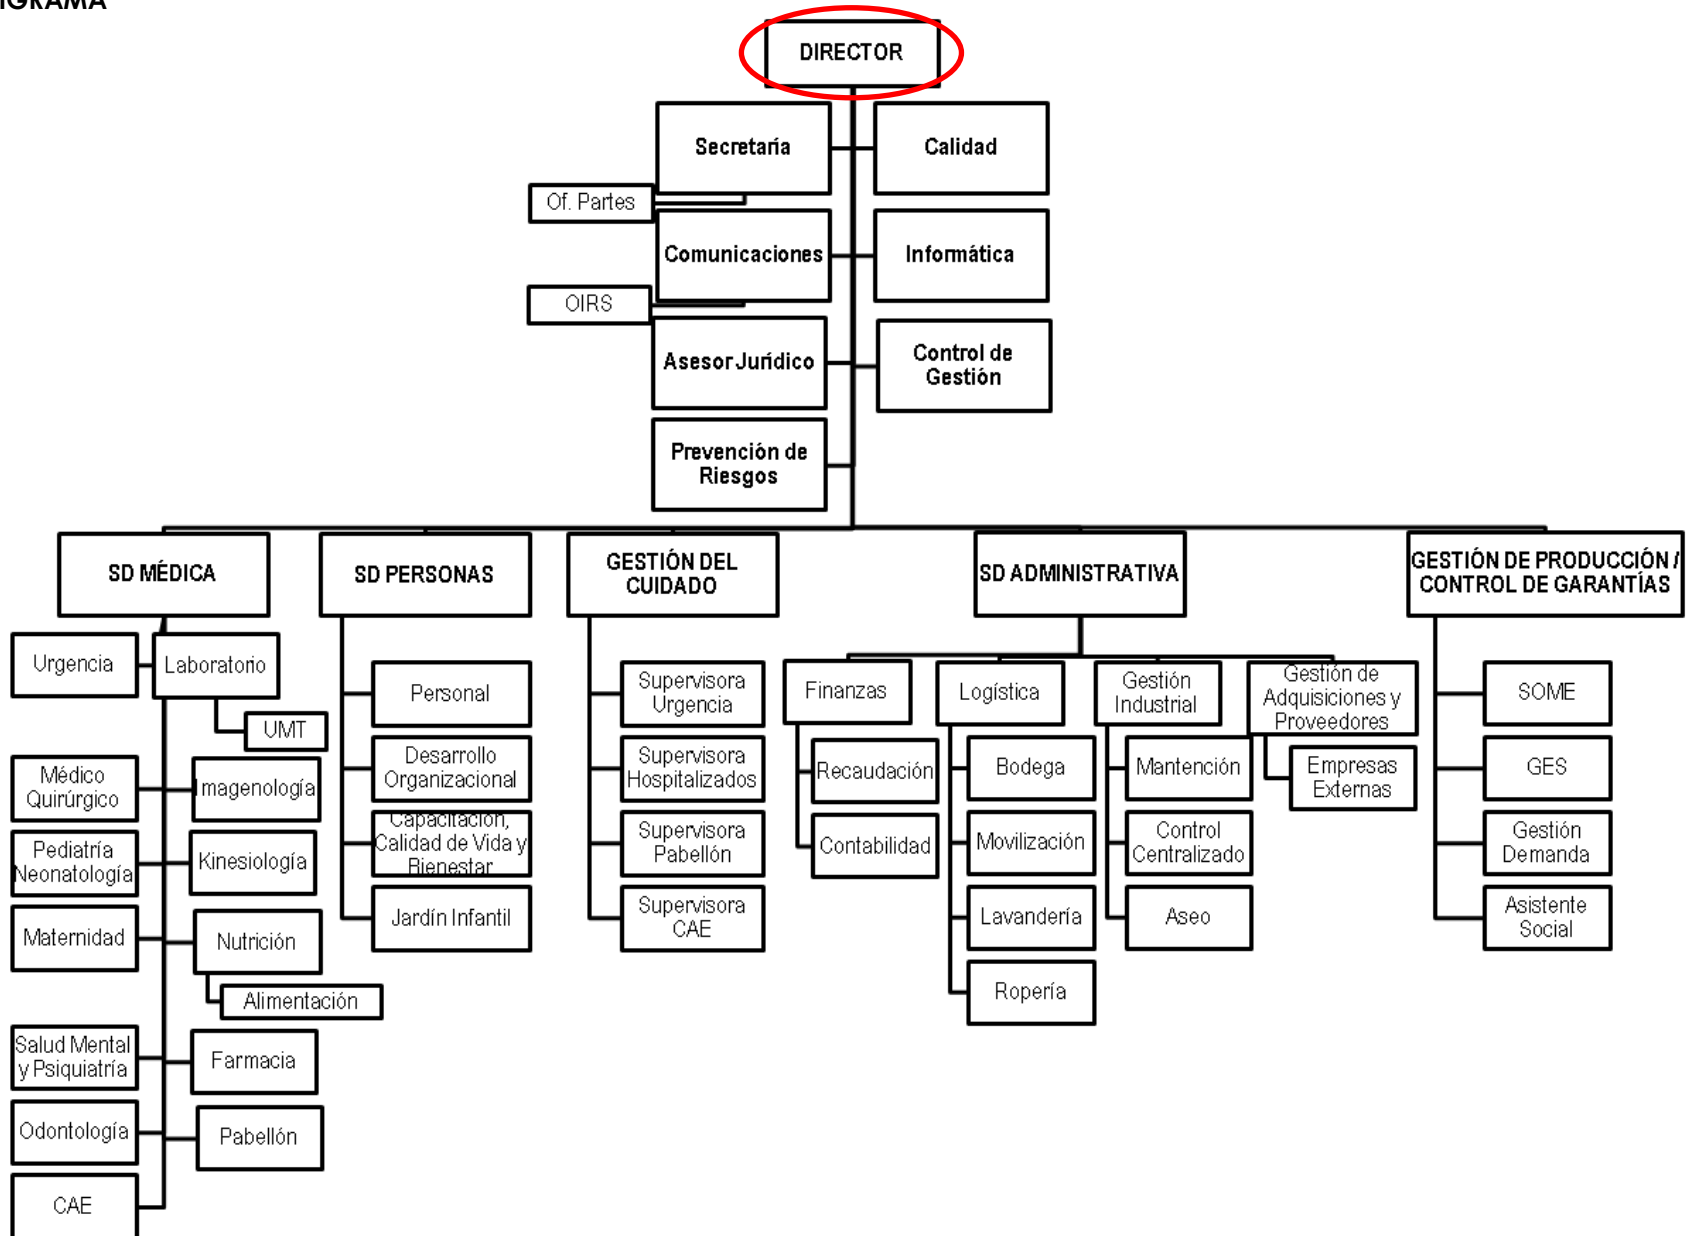 DIRECTOR
Secretaría
Calidad
Of. Partes
Comunicaciones
Informática
OIRS
Asesor Jurídico
Control de
Gestión
Prevención de
Riesgos
SD MÉDICA
SD PERSONAS
GESTIÓN DEL
CUIDADO
SD ADMINISTRATIVA
GESTIÓN DE PRODUCCIÓN /
CONTROL DE GARANTÍAS
Urgencia
Laboratorio
UMT
Médico
Quirúrgico
Imagenología
Pediatría
Neonatología
Kinesiología
Maternidad
Nutrición
Alimentación
Salud Mental
y Psiquiatría
Farmacia
Odontología
Pabellón
CAE
Personal
Desarrollo
Organizacional
Capacitación,
Calidad de Vida y
Bienestar
Jardín Infantil
Supervisora
Urgencia
Supervisora
Hospitalizados
Supervisora
Pabellón
Supervisora
CAE
Finanzas
Recaudación
Contabilidad
Logística
Bodega
Movilización
Lavandería
Ropería
Gestión
Industrial
Mantención
Control
Centralizado
Aseo
Gestión de
Adquisiciones y
Proveedores
Empresas
Externas
SOME
GES
Gestión
Demanda
Asistente
Social